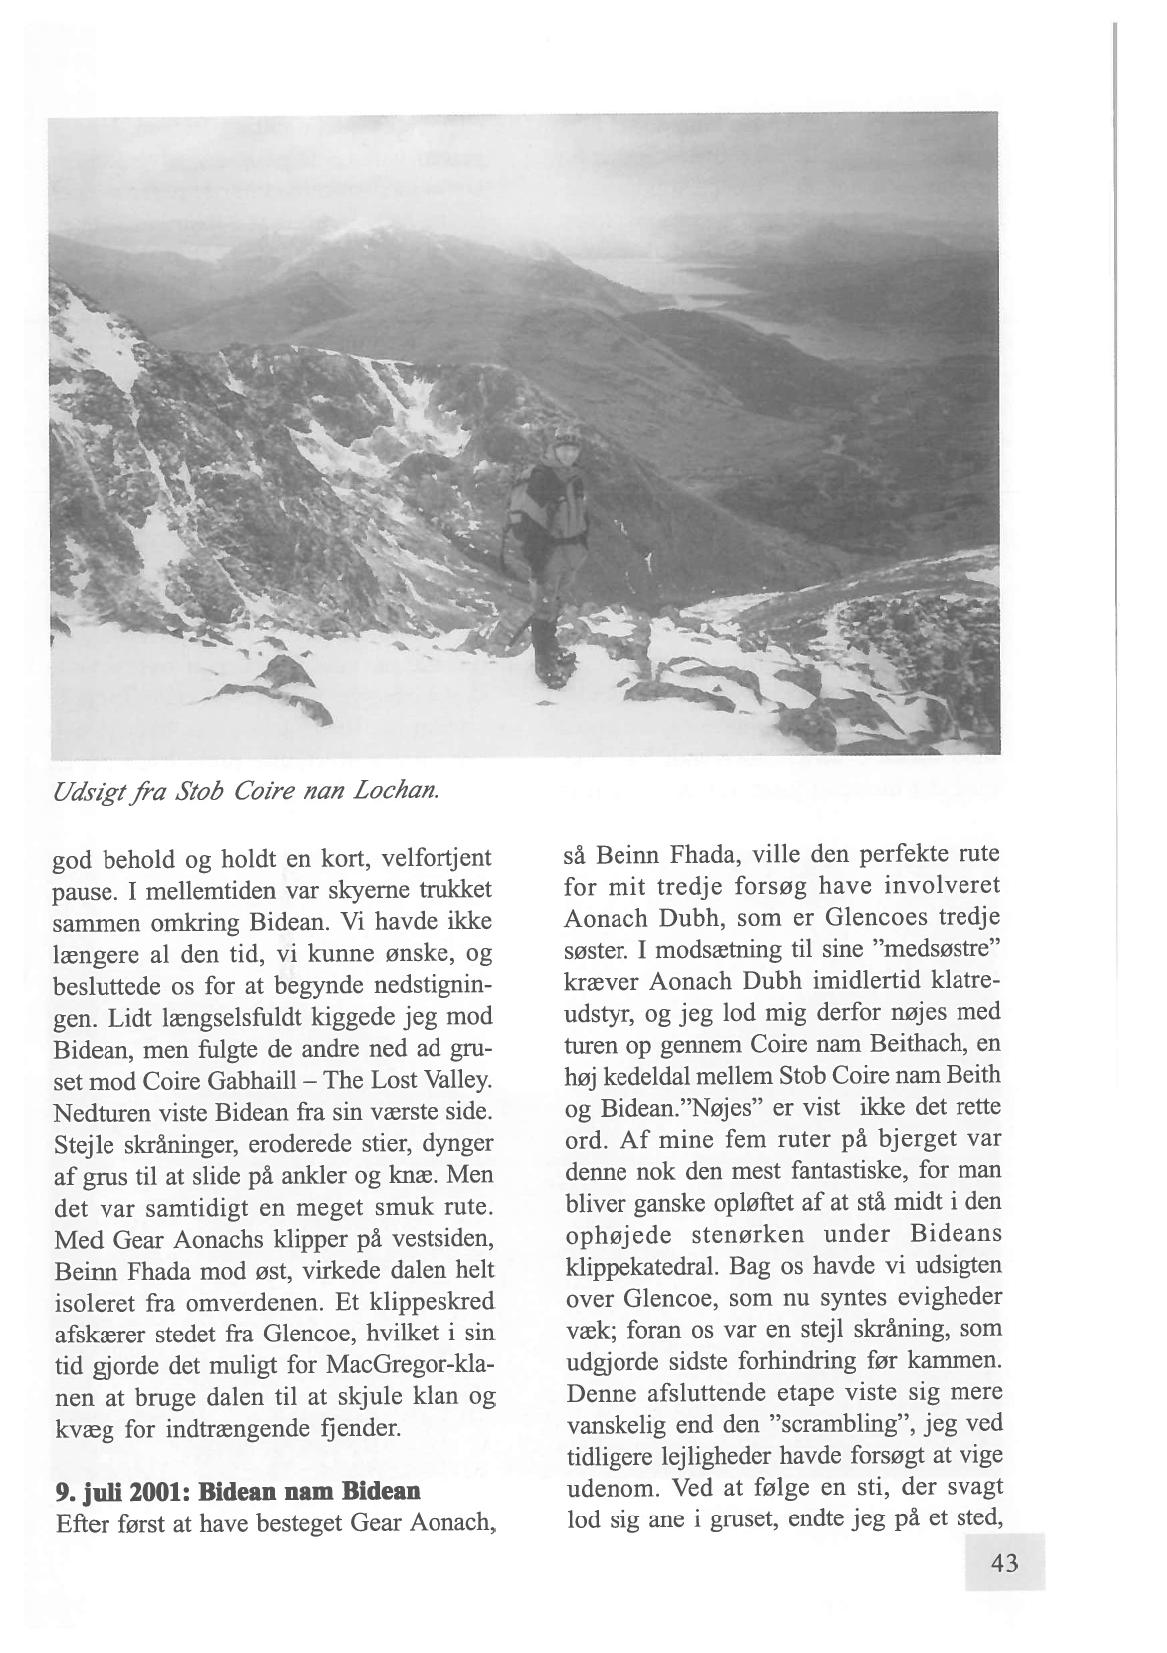 Udsigt fra Stob Coire nan Lochan.
god behold og holdt en kort, velfortjent
pause. I mellemtiden var skyerne trukket
sammen omkring Bidean. Vi havde ikke
længere al den tid, vi kunne ønske, og
besluttede os for at begynde nedstignin-
gen. Lidt længselsfuldt kiggede jeg mod
Bidean, men fulgte de andre ned ad gru-
set mod Coire Gabhaill – The Lost Valley.
Nedturen viste Bidean fra sin værste side.
Stejle skråninger, eroderede stier, dynger
af grus til at slide på ankler og knæ. Men
det var samtidigt en meget smuk rute.
Med Gear Aonachs klipper på vestsiden,
Beinn Fhada mod øst, virkede dalen helt
isoleret fra omverdenen. Et klippeskred
afskærer stedet fra Glencoe, hvilket i sin
tid gjorde det muligt for MacGregor-kla-
nen at bruge dalen til at skjule klan og
kvæg for indtrængende fjender.
9. juli 2001: Bidean nam Bidean
Efter først at have besteget Gear Aonach,
så Beinn Fhada, ville den perfekte rute
for mit tredje forsøg have involveret
Aonach Dubh, som er Glencoes tredje
søster. I modsætning til sine ”medsøstre”
kræver Aonach Dubh imidlertid klatre-
udstyr, og jeg lod mig derfor nøjes med
turen op gennem Coire nam Beithach, en
høj kedeldal mellem Stob Coire nam Beith
og Bidean.”Nøjes” er vist ikke det rette
ord. Af mine fem ruter på bjerget var
denne nok den mest fantastiske, for man
bliver ganske opløftet af at stå midt i den
ophøjede stenørken under Bideans
klippekatedral. Bag os havde vi udsigten
over Glencoe, som nu syntes evigheder
væk; foran os var en stejl skråning, som
udgjorde sidste forhindring før kammen.
Denne afsluttende etape viste sig mere
vanskelig end den ”scrambling”, jeg ved
tidligere lejligheder havde forsøgt at vige
udenom. Ved at følge en sti, der svagt
lod sig ane i gruset, endte jeg på et sted,
43